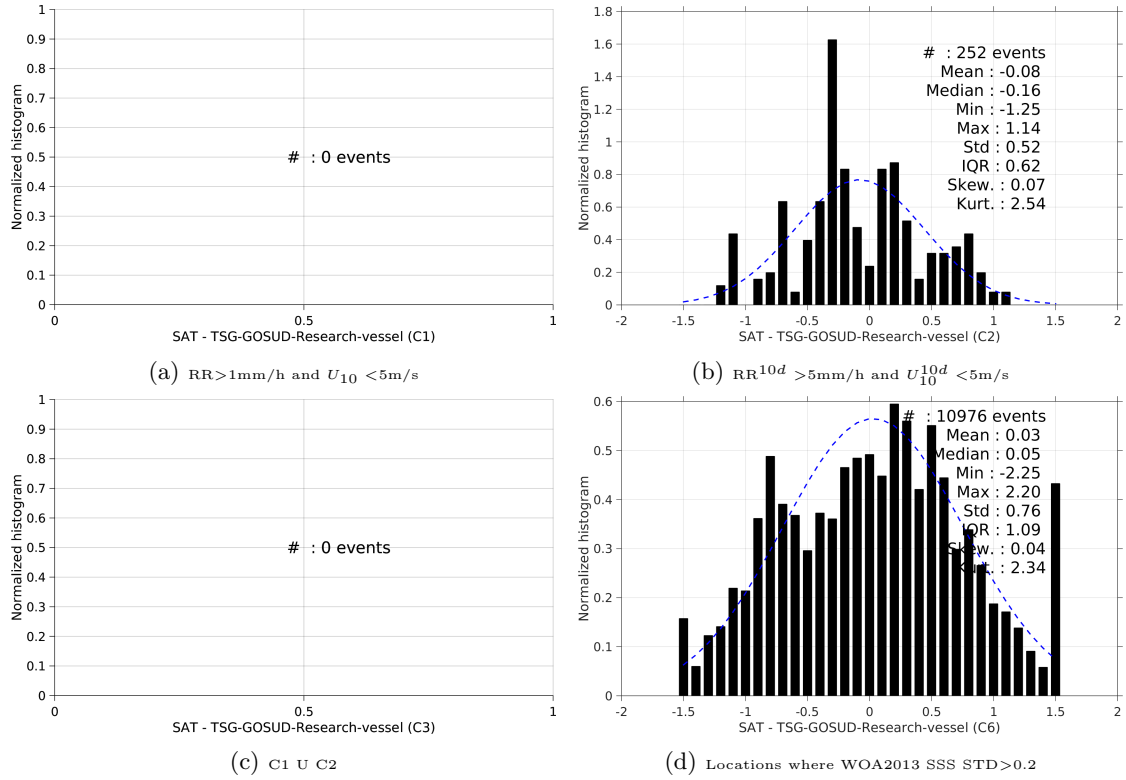 1
0.9
0.8
0.7
0.6
0.5
0.4
0.3
0.2
0.1
0
Normalized histogram
# : 0 events
0 0.5 1
SAT - TSG-GOSUD-Research-vessel (C1)
(a) RR>1mm/h and U10 <5m/s
1.8
1.6
1.4
1.2
1
0.8
0.6
0.4
0.2
0
Normalized histogram
# : 252 events
Mean : -0.08
Median : -0.16
Min : -1.25
Max : 1.14
Std : 0.52
IQR : 0.62
Skew. : 0.07
Kurt. : 2.54
-2 -1.5 -1 -0.5 0 0.5 1 1.5 2
SAT - TSG-GOSUD-Research-vessel (C2)
(b) RR^10d >5mm/h and U10^10d <5m/s
1
0.9
0.8
0.7
0.6
0.5
0.4
0.3
0.2
0.1
0
Normalized histogram
# : 0 events
0 0.5 1
SAT - TSG-GOSUD-Research-vessel (C3)
(c) C1 U C2
0.6
0.5
0.4
0.3
0.2
0.1
0
Normalized histogram
# : 10976 events
Mean : 0.03
Median : 0.05
Min : -2.25
Max : 2.20
Std : 0.76
IQR : 1.09
Skew. : 0.04
Kurt. : 2.34
-2 -1.5 -1 -0.5 0 0.5 1 1.5 2
SAT - TSG-GOSUD-Research-vessel (C6)
(d) Locations where WOA2013 SSS STD>0.2